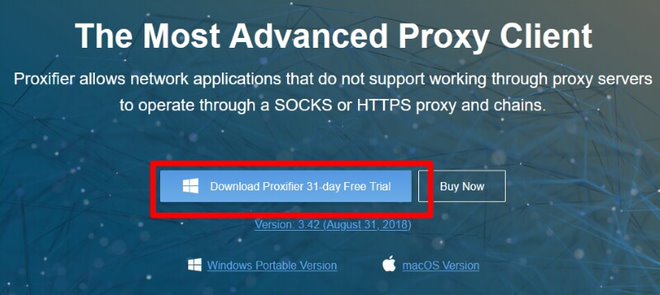 The Most Advanced Proxy Client
Proxifier allows network applications that do not support working through proxy servers
to operate through a SOCKS or HTTPS proxy and chains.
Download Proxifier 31-day Free Trial
Buy Now
Version: 3.42 (August 31, 2018)
Windows Portable Version
macOS Version